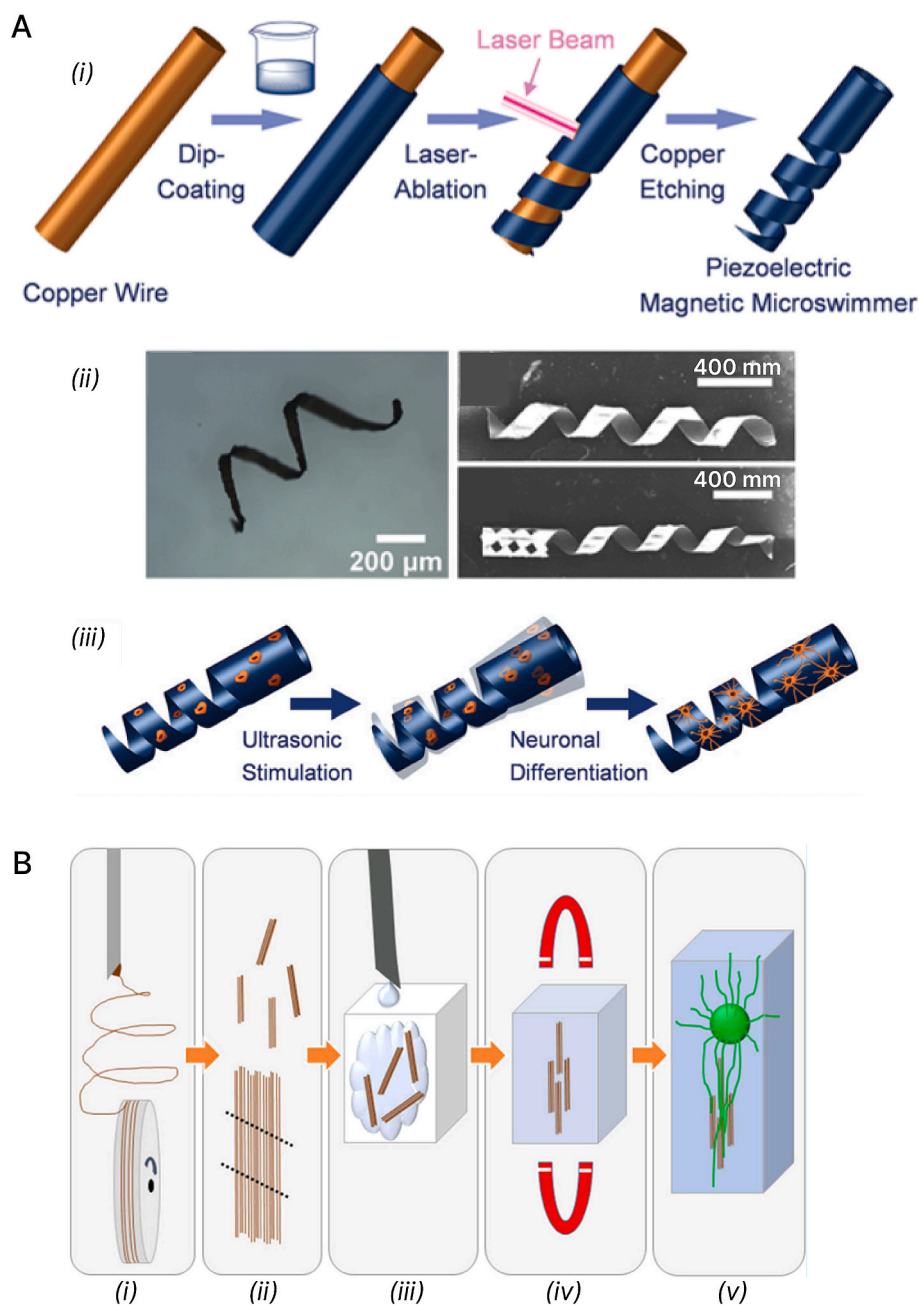 A
(i)
Laser Beam
Dip-
Coating
Laser-
Ablation
Copper
Etching
Copper Wire
Piezoelectric
Magnetic Microswimmer
(ii)
200 μm
400 mm
400 mm
(iii)
Ultrasonic
Stimulation
Neuronal
Differentiation
B
(i)
(ii)
(iii)
(iv)
(v)